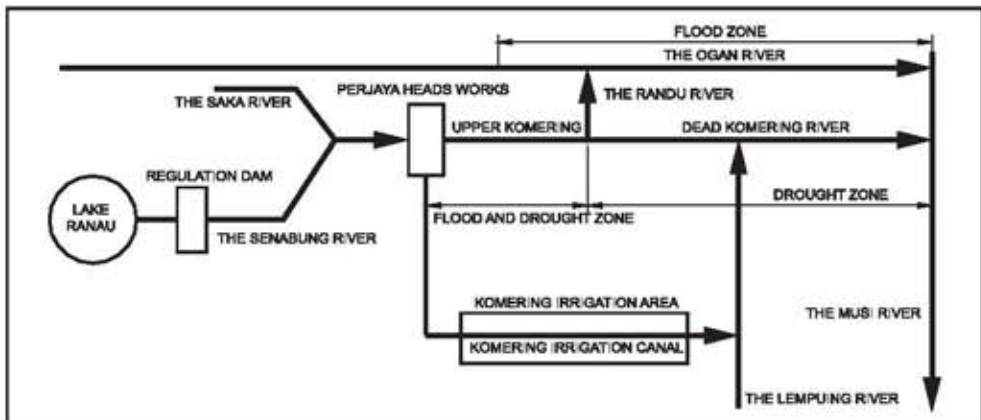 FLOOD ZONE
THE OGAN RIVER
PERJAYA HEADS WORKS
THE SAKA RIVER
THE RANDU RIVER
UPPER KOMERING
DEAD KOMERING RIVER
REGULATION DAM
LAKE
RANAU
DROUGHT ZONE
FLOOD AND DROUGHT ZONE
THE SENABUNG RIVER
KOMERING IRRIGATION AREA
THE MUSI RIVER
KOMERING IRRIGATION CANAL
THE LEMPUING RIVER